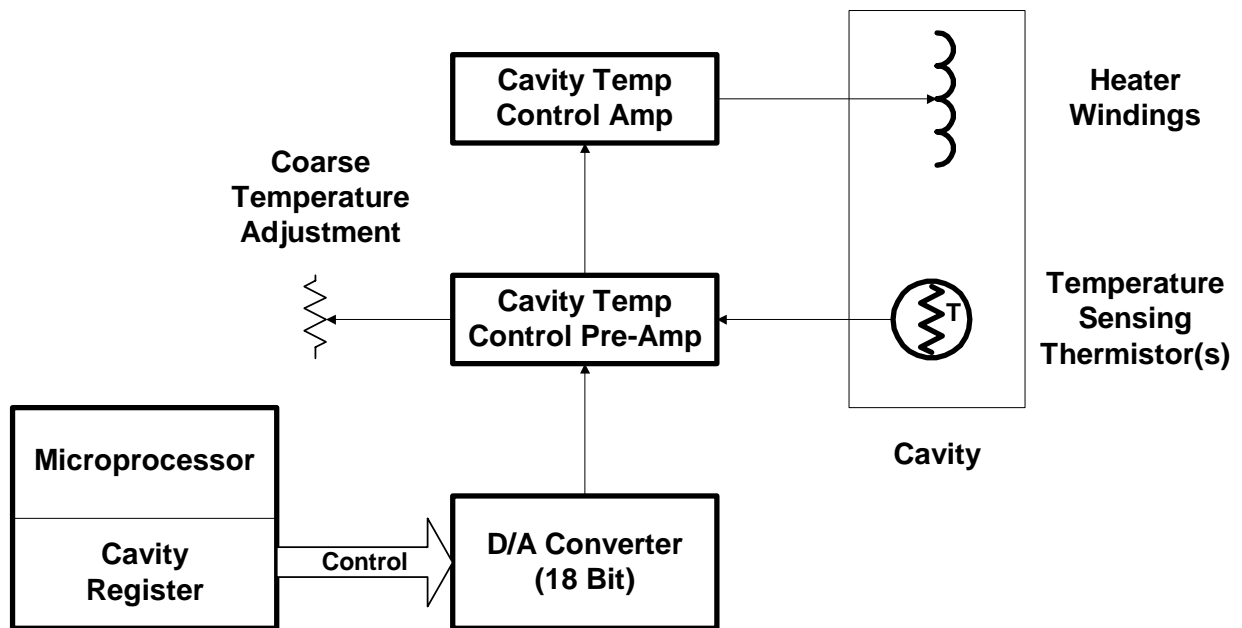 Cavity Temp
Control Amp
Heater
Windings
Coarse
Temperature
Adjustment
Cavity Temp
Control Pre-Amp
T
Temperature
Sensing
Thermistor(s)
Cavity
Microprocessor
Cavity
Register
Control
D/A Converter
(18 Bit)